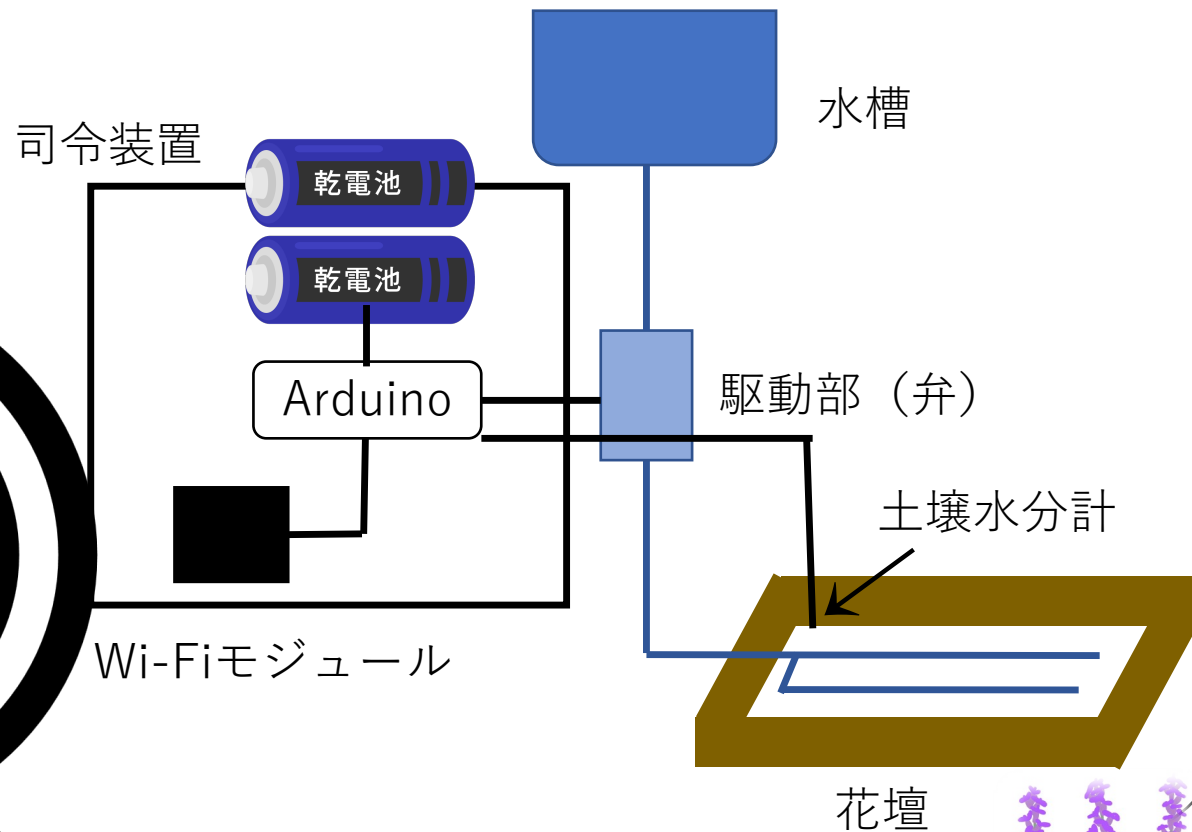 水槽
司令装置
乾電池
乾電池
Arduino
駆動部（弁）
土壌水分計
Wi-Fiモジュール
花壇